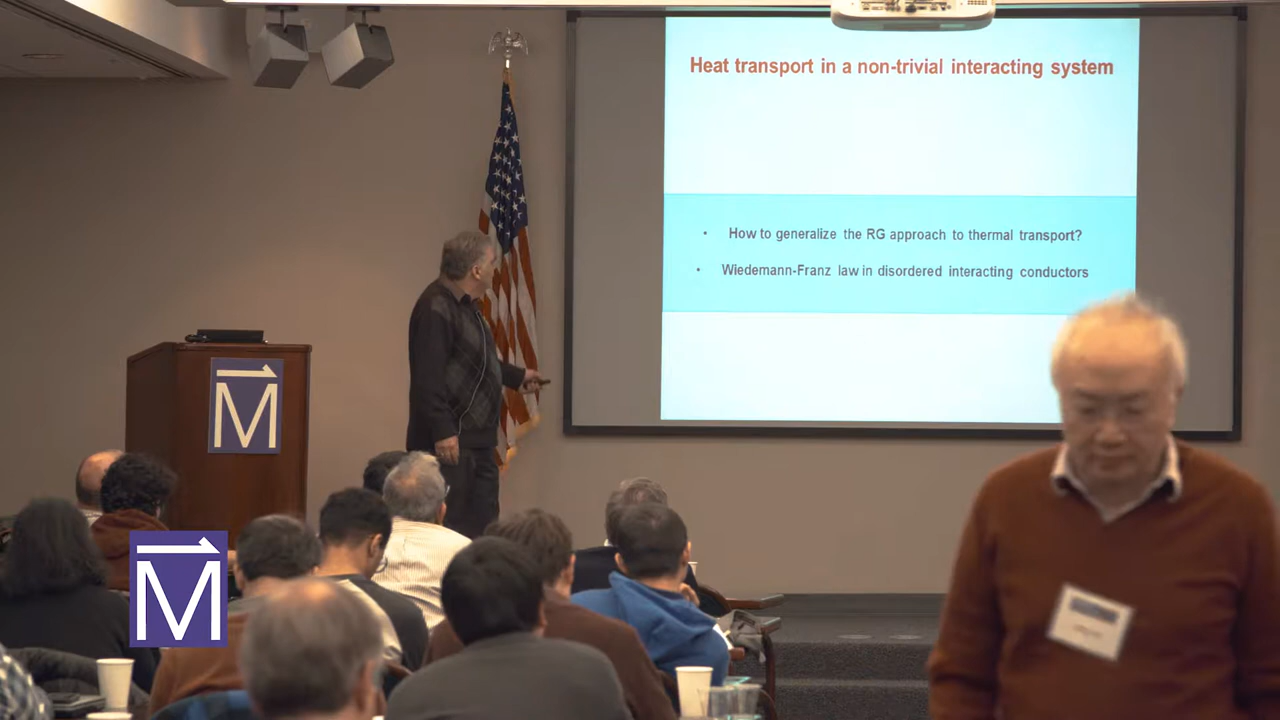 Heat transport in a non-trivial interacting system
• How to generalize the RG approach to thermal transport?
• Wiedemann-Franz law in disordered interacting conductors
M
M